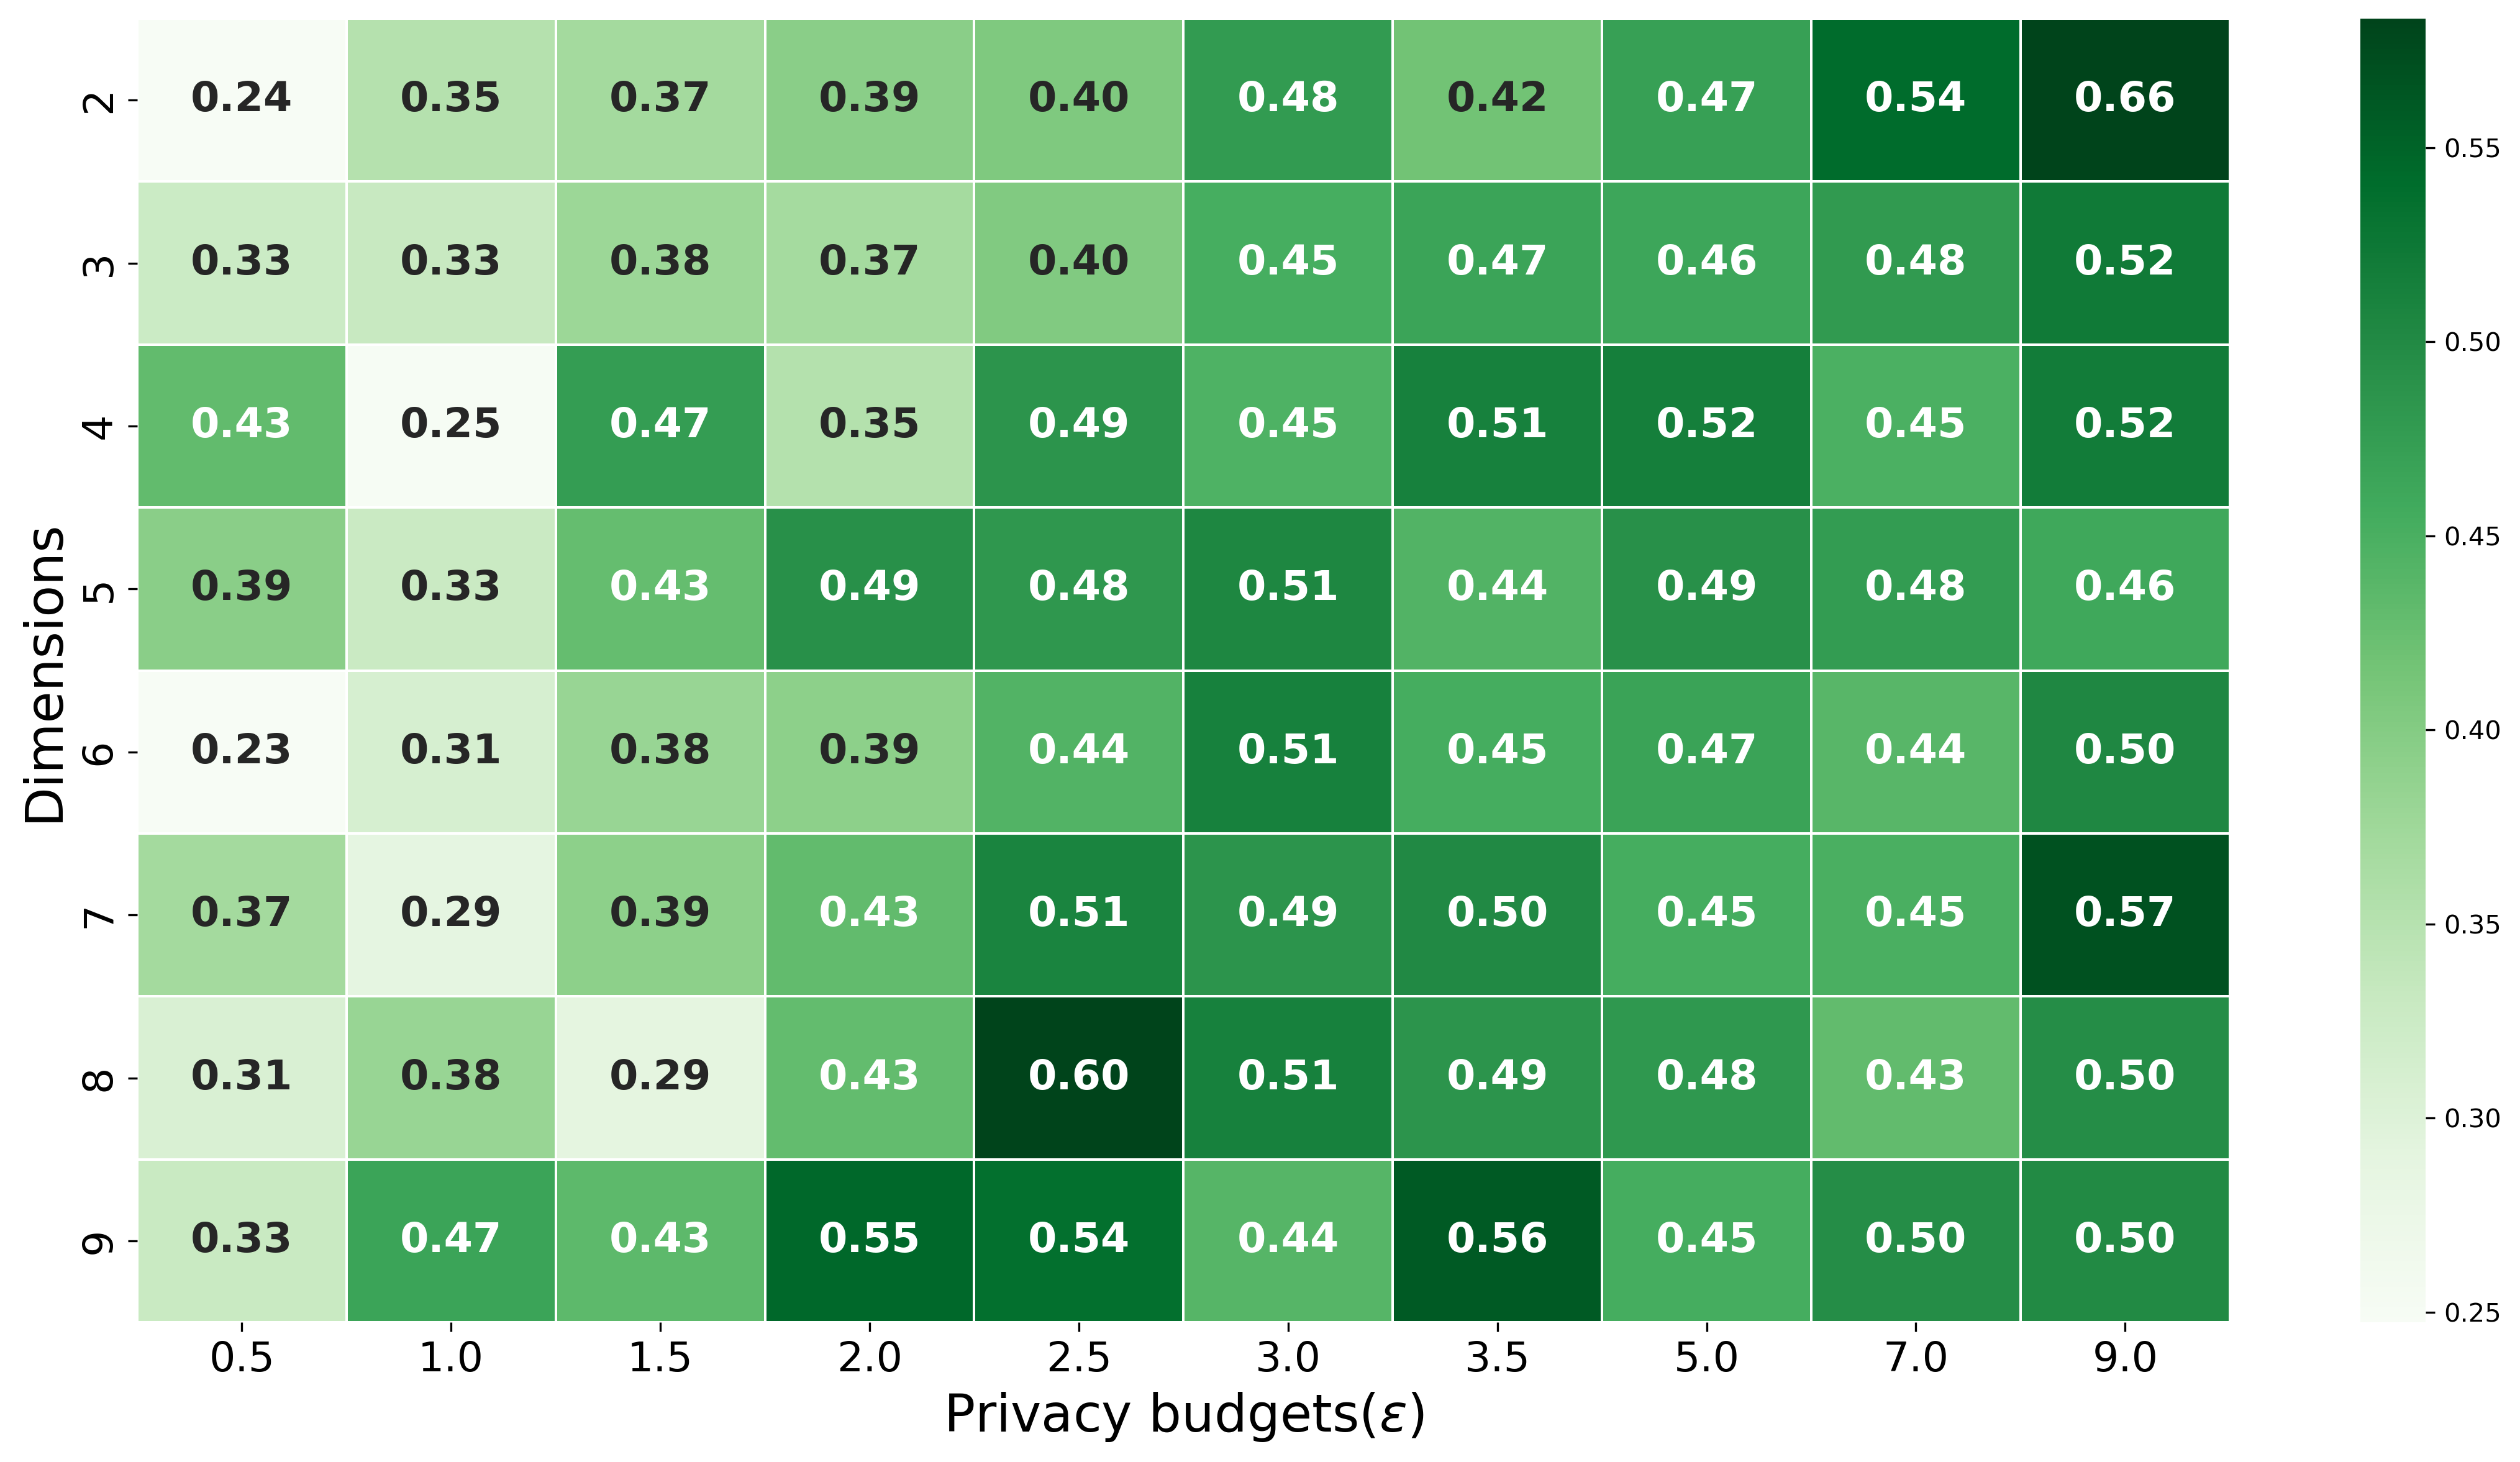 2 0.24 0.35 0.37 0.39 0.40 0.48 0.42 0.47 0.54 0.66
3 0.33 0.33 0.38 0.37 0.40 0.45 0.47 0.46 0.48 0.52
4 0.43 0.25 0.47 0.35 0.49 0.45 0.51 0.52 0.45 0.52
5 0.39 0.33 0.43 0.49 0.48 0.51 0.44 0.49 0.48 0.46
6 0.23 0.31 0.38 0.39 0.44 0.51 0.45 0.47 0.44 0.50
7 0.37 0.29 0.39 0.43 0.51 0.49 0.50 0.45 0.45 0.57
8 0.31 0.38 0.29 0.43 0.60 0.51 0.49 0.48 0.43 0.50
9 0.33 0.47 0.43 0.55 0.54 0.44 0.56 0.45 0.50 0.50
0.5 1.0 1.5 2.0 2.5 3.0 3.5 5.0 7.0 9.0
Privacy budgets(ε)
Dimensions
0.55
0.50
0.45
0.40
0.35
0.30
0.25